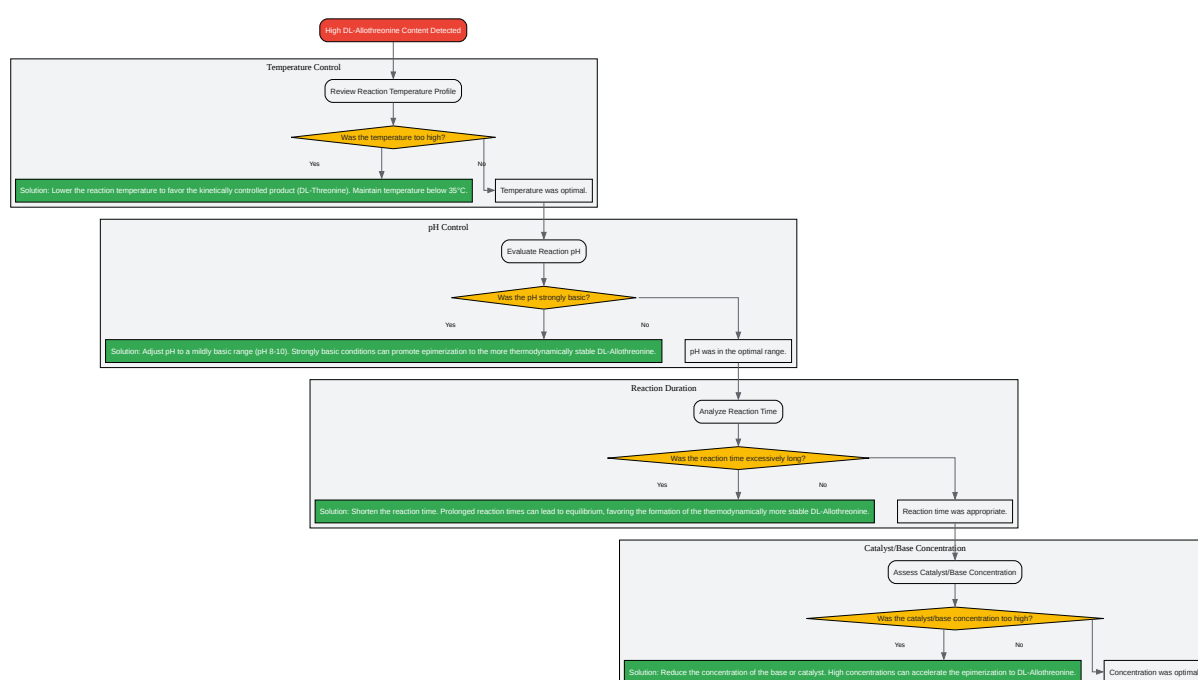 High DL-Allothreonine Content Detected
Temperature Control
Review Reaction Temperature Profile
Was the temperature too high?
Yes
No
Solution: Lower the reaction temperature to favor the kinetically controlled product (DL-Threonine). Maintain temperature below 35°C.
Temperature was optimal.
pH Control
Evaluate Reaction pH
Was the pH strongly basic?
Yes
No
Solution: Adjust pH to a mildly basic range (pH 8-10). Strongly basic conditions can promote epimerization to the more thermodynamically stable DL-Allothreonine.
pH was in the optimal range.
Reaction Duration
Analyze Reaction Time
Was the reaction time excessively long?
Yes
No
Solution: Shorten the reaction time. Prolonged reaction times can lead to equilibrium, favoring the formation of the thermodynamically more stable DL-Allothreonine.
Reaction time was appropriate.
Catalyst/Base Concentration
Assess Catalyst/Base Concentration
Was the catalyst/base concentration too high?
Yes
No
Solution: Reduce the concentration of the base or catalyst. High concentrations can accelerate the epimerization to DL-Allothreonine.
Concentration was optimal